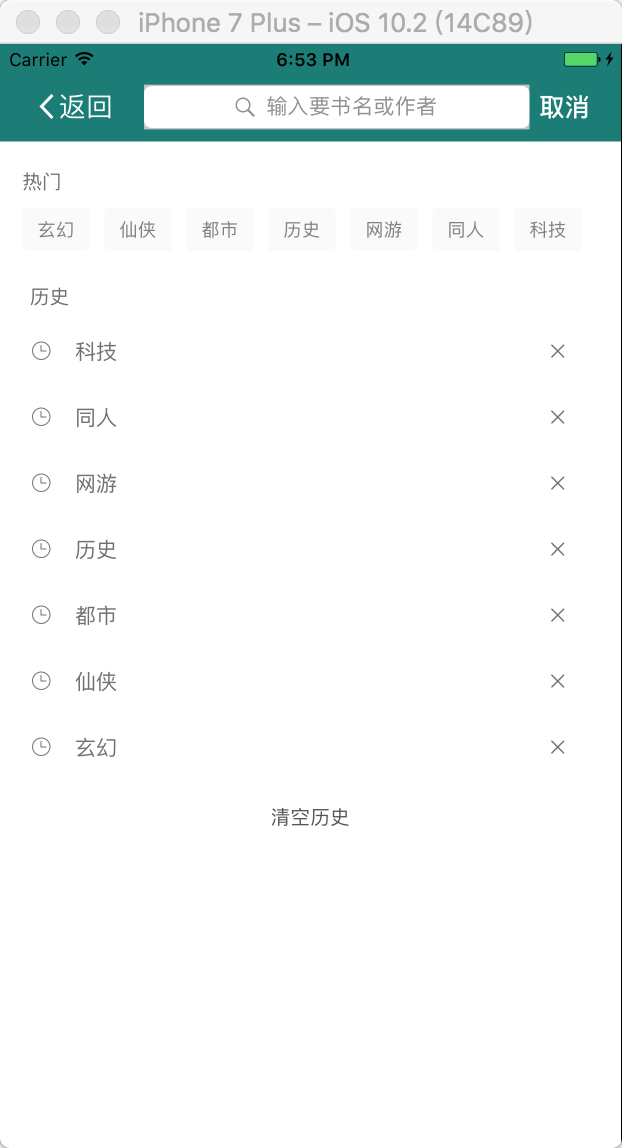 iPhone 7 Plus – iOS 10.2 (14C89)
Carrier 6:53 PM
返回 输入要书名或作者 取消
热门
玄幻 仙侠 都市 历史 网游 同人 科技
历史
科技
同人
网游
历史
都市
仙侠
玄幻
清空历史